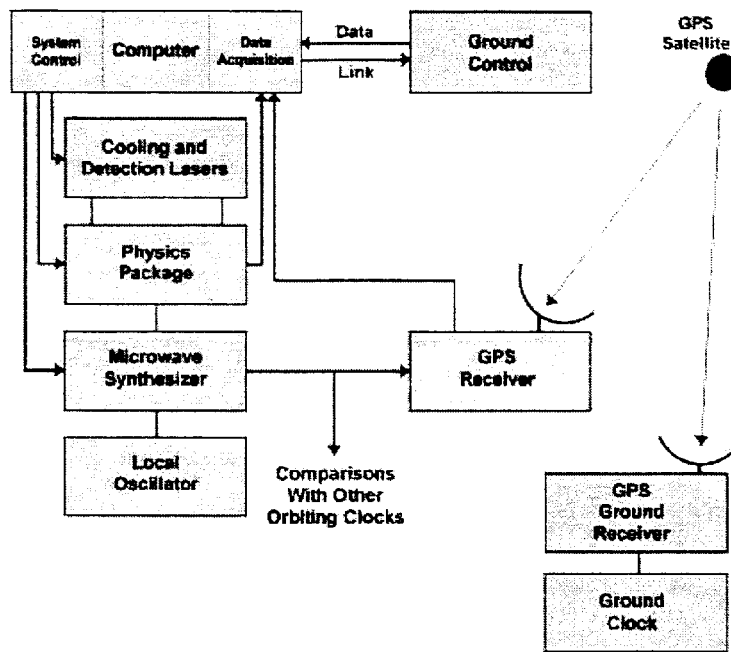 System
Control
Computer
Data
Acquisition
Data
Link
Ground
Control
GPS
Satellite
Cooling and
Detection Lasers
Physics
Package
Microwave
Synthesizer
GPS
Receiver
Local
Oscillator
Comparisons
With Other
Orbiting Clocks
GPS
Ground
Receiver
Ground
Clock